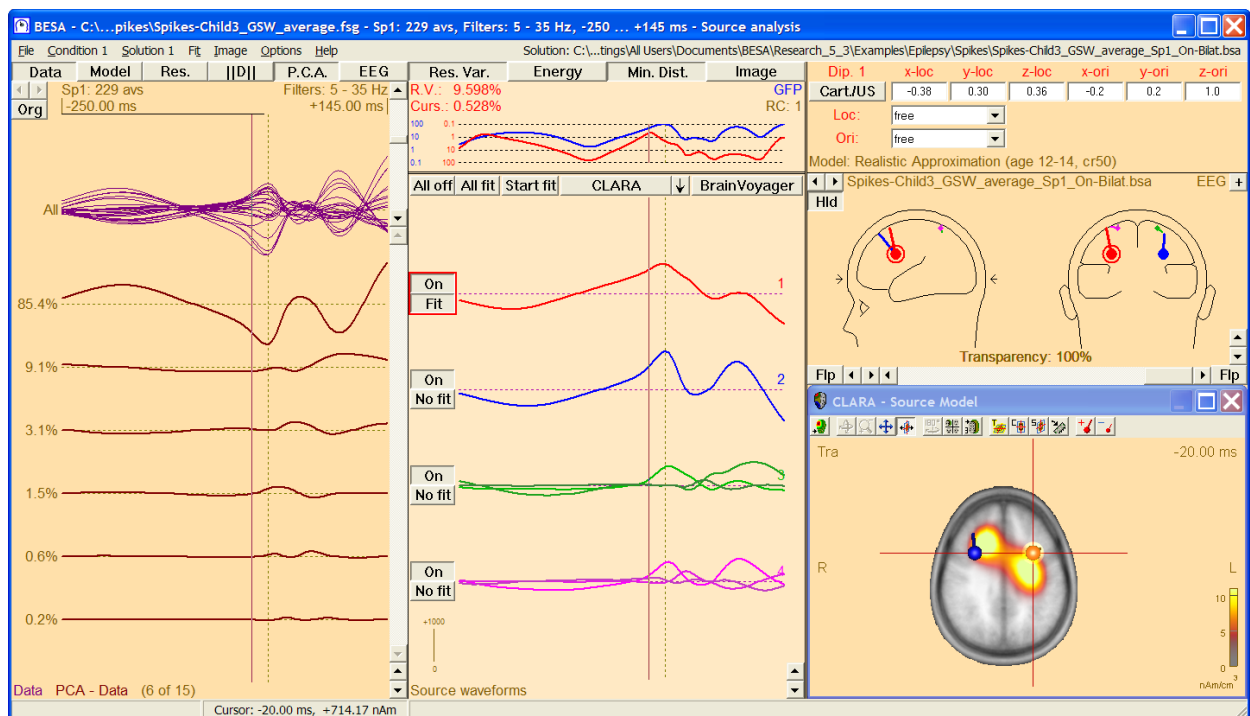 BESA - C:\...pikes\Spikes-Child3_GSW_average.fsg - Sp1: 229 avs, Filters: 5 - 35 Hz, -250 ... +145 ms - Source analysis
File Condition 1 Solution 1 Fit Image Options Help
Solution: C:\...tings\All Users\Documents\BESA\Research_5_3\Examples\Epilepsy\Spikes\Spikes-Child3_GSW_average_Sp1_On-Bilat.bsa
Data Model Res. ||D|| P.C.A. EEG
Sp1: 229 avs Filters: 5 - 35 Hz
Org -250.00 ms +145.00 ms
All
85.4%
9.1%
3.1%
1.5%
0.6%
0.2%
Data PCA - Data (6 of 15)
Res. Var. Energy Min. Dist. Image
R.V.: 9.598% GFP
Curs.: 0.528% RC: 1
100 0.1
10 1
1 10
0.1 100
All off All fit Start fit CLARA BrainVoyager
On 1
Fit
On 2
No fit
On 3
No fit
On 4
No fit
+1000
0
Source waveforms
Dip. 1 x-loc y-loc z-loc x-ori y-ori z-ori
Cart./US -0.38 0.30 0.36 -0.2 0.2 1.0
Loc: free
Ori: free
Model: Realistic Approximation (age 12-14, cr50)
Spikes-Child3_GSW_average_Sp1_On-Bilat.bsa EEG +
Hld
Transparency: 100%
Flp Flp
CLARA - Source Model
Tra -20.00 ms
R L
10
5
0
nAm/cm³
Cursor: -20.00 ms, +714.17 nAm